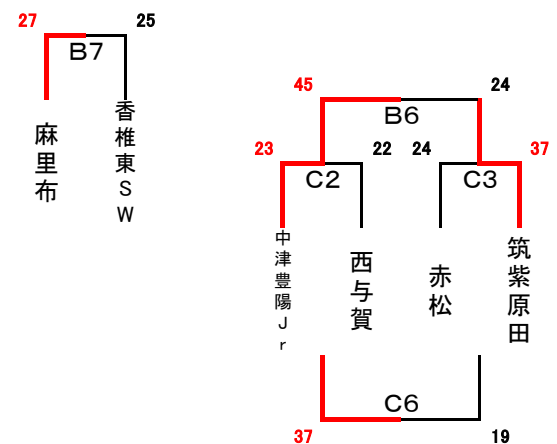 27 25
B7
麻里布
香椎東SW
45 24
B6
23 22 24 37
C2 C3
中津豊陽Jr
西与賀
赤松
筑紫原田
C6
37 19